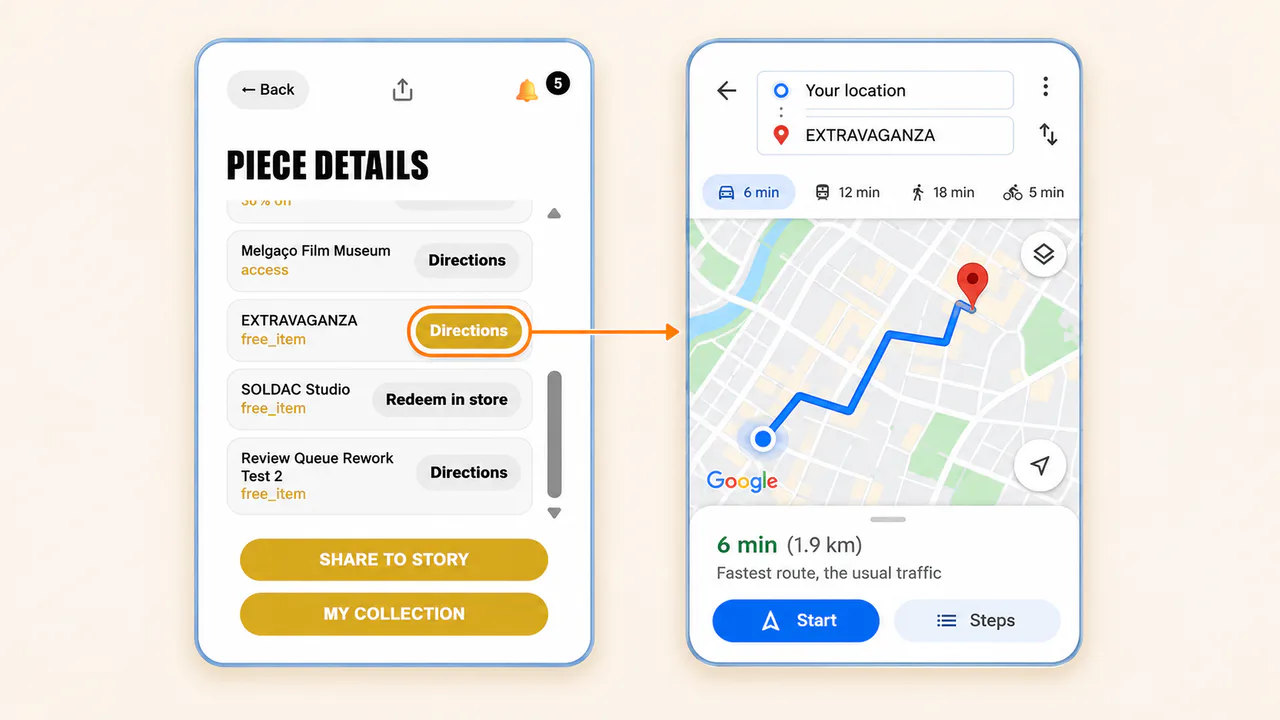 ← Back
5
PIECE DETAILS
30% off
Melgaço Film Museum
access
Directions
EXTRAVAGANZA
free_item
Directions
SOLDAC Studio
free_item
Redeem in store
Review Queue Rework
Test 2
free_item
Directions
SHARE TO STORY
MY COLLECTION
Your location
EXTRAVAGANZA
6 min
12 min
18 min
5 min
Google
6 min (1.9 km)
Fastest route, the usual traffic
Start
Steps